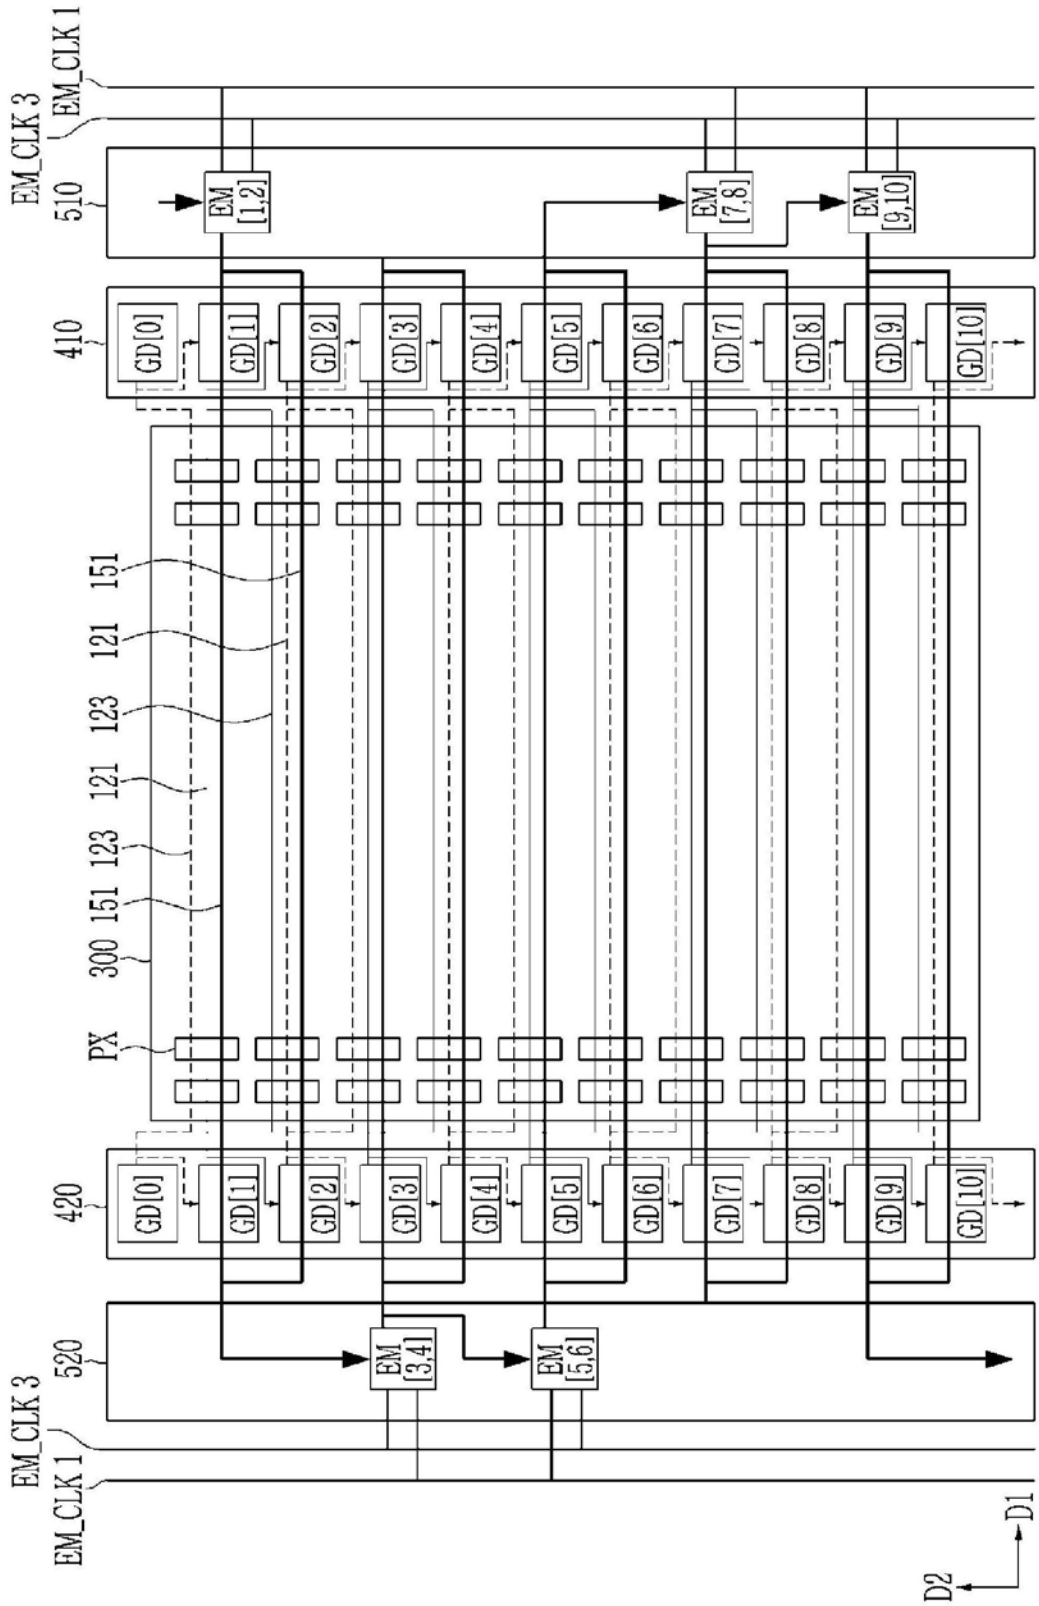 EM_CLK 3
EM_CLK 1
520
420
PX
300
151
123
121
123
121
151
410
510
EM_CLK 3
EM_CLK 1
GD[0]
GD[1]
GD[2]
GD[3]
GD[4]
GD[5]
GD[6]
GD[7]
GD[8]
GD[9]
GD[10]
EM
[3,4]
EM
[5,6]
GD[0]
GD[1]
GD[2]
GD[3]
GD[4]
GD[5]
GD[6]
GD[7]
GD[8]
GD[9]
GD[10]
EM
[1,2]
EM
[7,8]
EM
[9,10]
D2
D1